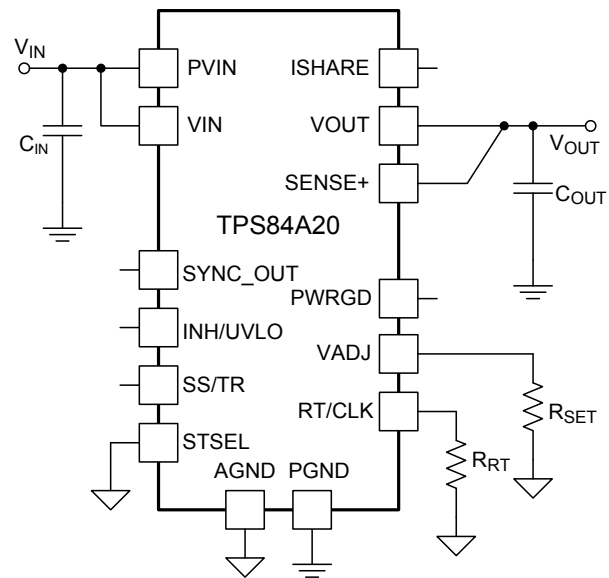 VIN
PVIN
ISHARE
VIN
VOUT
CIN
VOUT
SENSE+
COUT
TPS84A20
SYNC_OUT
PWRGD
INH/UVLO
VADJ
SS/TR
RT/CLK
RSET
STSEL
AGND
PGND
RRT